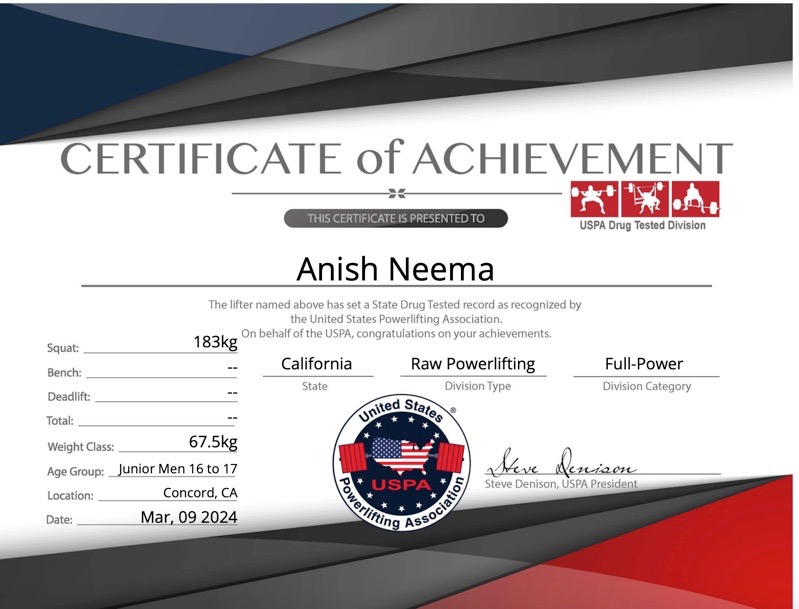 CERTIFICATE of ACHIEVEMENT
THIS CERTIFICATE IS PRESENTED TO
USPA Drug Tested Division
Anish Neema
The lifter named above has set a State Drug Tested record as recognized by
the United States Powerlifting Association.
On behalf of the USPA, congratulations on your achievements.
Squat: 183kg
Bench: --
Deadlift: --
Total: --
Weight Class: 67.5kg
Age Group: Junior Men 16 to 17
Location: Concord, CA
Date: Mar, 09 2024
California
State
Raw Powerlifting
Division Type
Full-Power
Division Category
United States
®
USPA
Powerlifting Association
Steve Denison
Steve Denison, USPA President